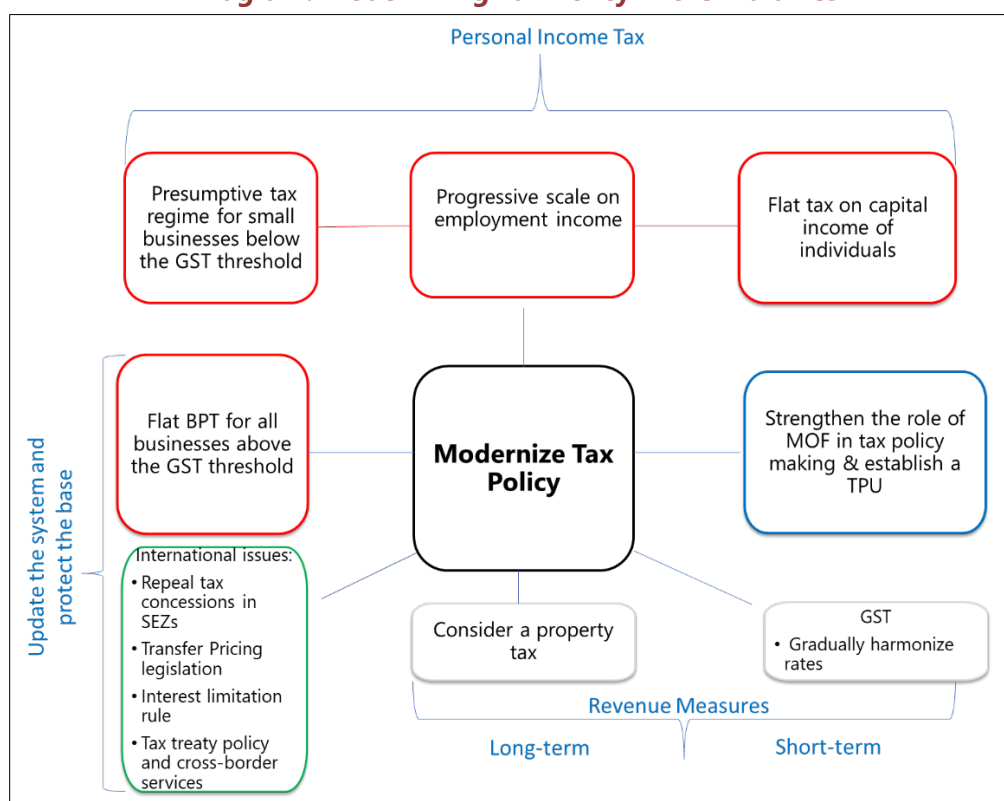 Personal Income Tax
Presumptive tax
regime for small
businesses below
the GST threshold
Progressive scale on
employment income
Flat tax on capital
income of
individuals
Update the system and
protect the base
Flat BPT for all
businesses above
the GST threshold
Modernize Tax
Policy
Strengthen the role of
MOF in tax policy
making & establish a
TPU
International issues:
• Repeal tax
concessions in
SEZs
• Transfer Pricing
legislation
• Interest limitation
rule
• Tax treaty policy
and cross-border
services
Consider a property
tax
GST
• Gradually harmonize
rates
Revenue Measures
Long-term
Short-term